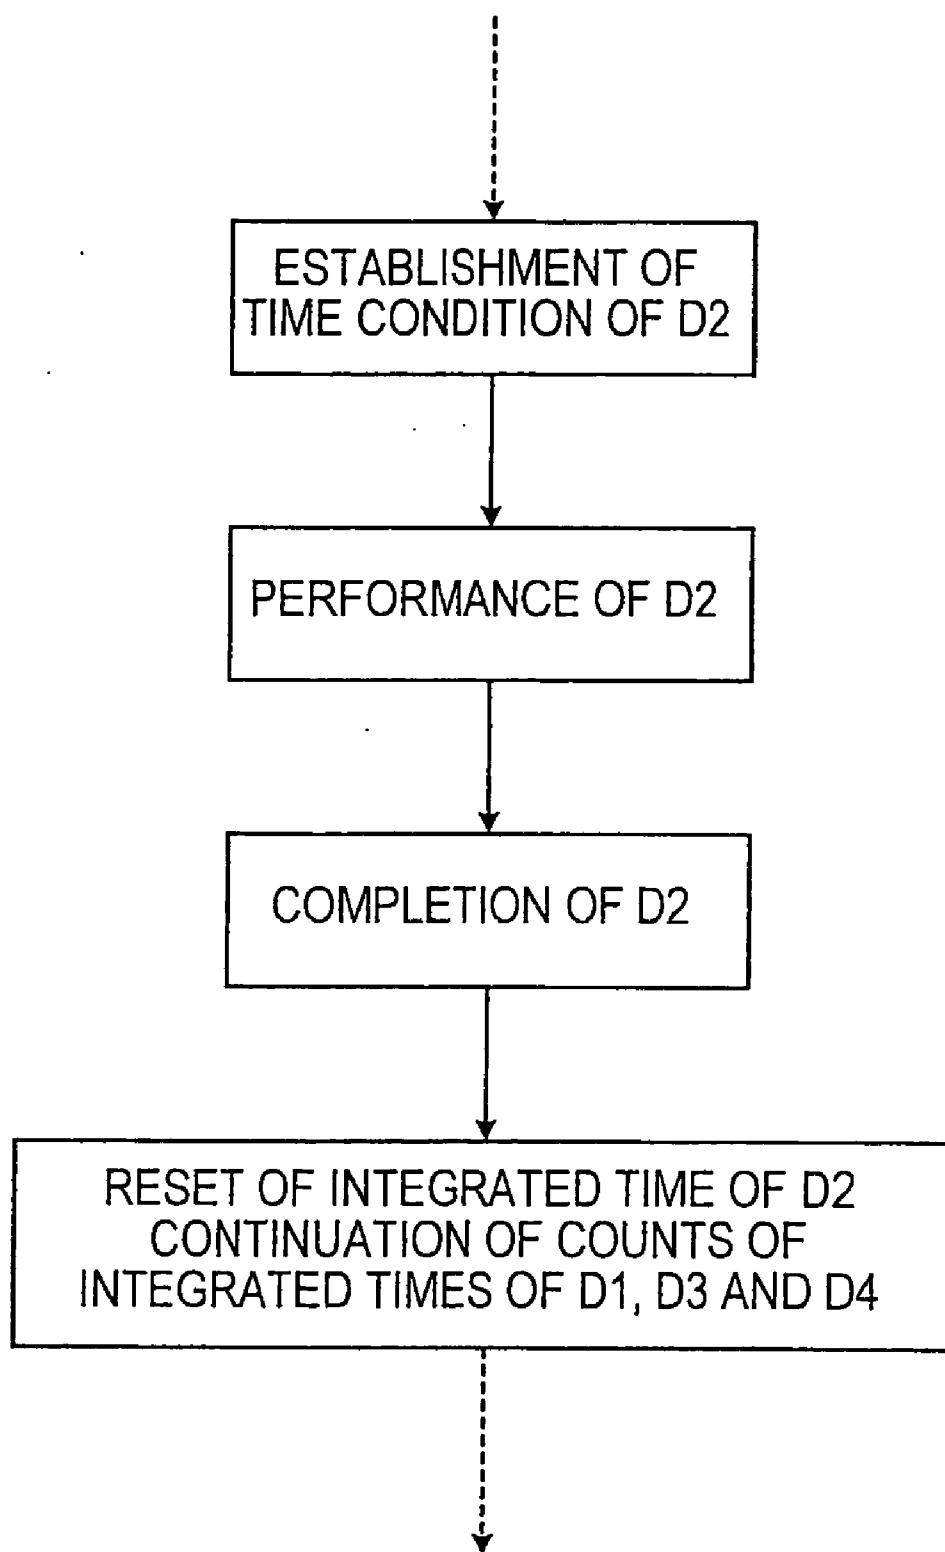 ESTABLISHMENT OF
TIME CONDITION OF D2
PERFORMANCE OF D2
COMPLETION OF D2
RESET OF INTEGRATED TIME OF D2
CONTINUATION OF COUNTS OF
INTEGRATED TIMES OF D1, D3 AND D4